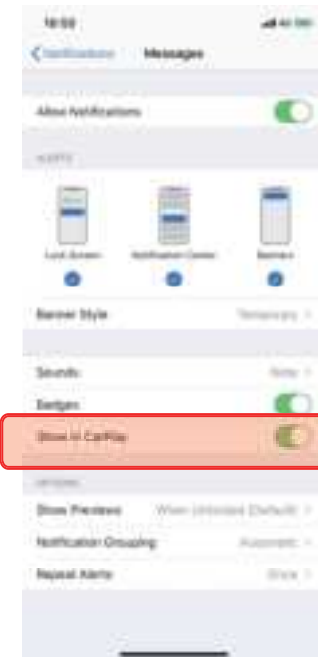 Notifications
Messages
Allow Notifications
ALERTS
Lock Screen
Notification Center
Banners
Banner Style
Temporary
Sounds
Note
Badges
Show in CarPlay
OPTIONS
Show Previews
When Unlocked (Default)
Notification Grouping
Automatic
Repeat Alerts
Once